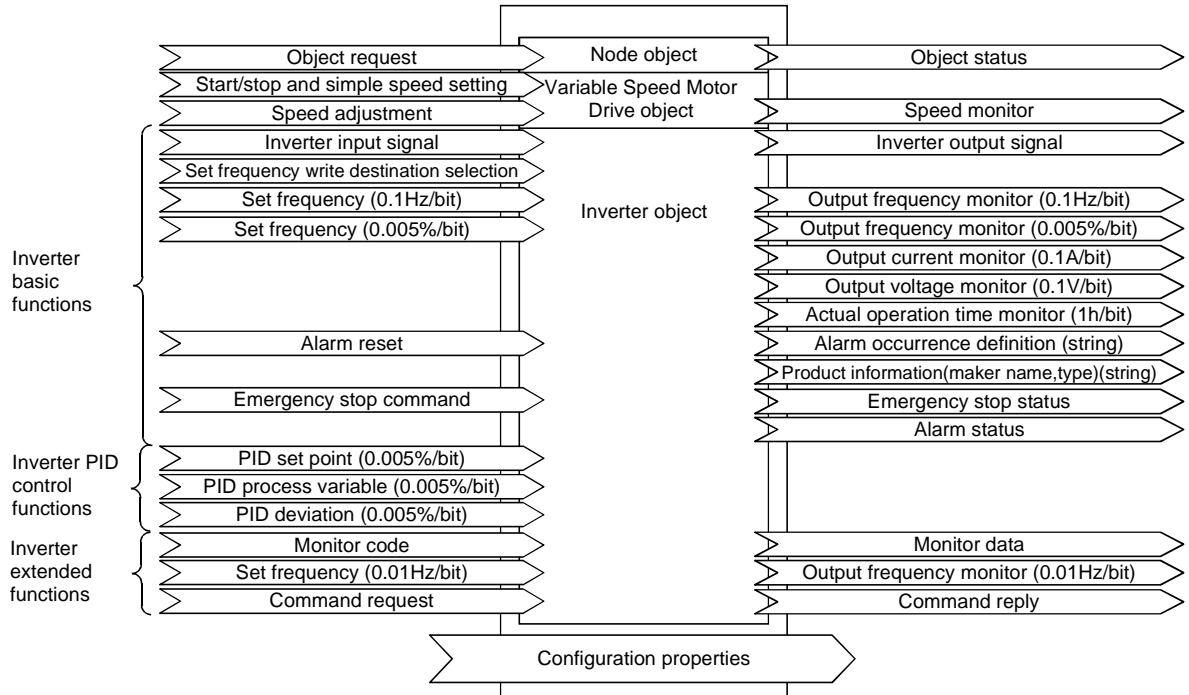 Object request
Node object
Object status
Start/stop and simple speed setting
Variable Speed Motor
Drive object
Speed adjustment
Speed monitor
Inverter input signal
Inverter output signal
Set frequency write destination selection
Set frequency (0.1Hz/bit)
Inverter object
Output frequency monitor (0.1Hz/bit)
Set frequency (0.005%/bit)
Output frequency monitor (0.005%/bit)
Inverter
basic
functions
Output current monitor (0.1A/bit)
Output voltage monitor (0.1V/bit)
Actual operation time monitor (1h/bit)
Alarm reset
Alarm occurrence definition (string)
Product information(maker name,type)(string)
Emergency stop command
Emergency stop status
Alarm status
Inverter PID
control
functions
PID set point (0.005%/bit)
PID process variable (0.005%/bit)
PID deviation (0.005%/bit)
Inverter
extended
functions
Monitor code
Monitor data
Set frequency (0.01Hz/bit)
Output frequency monitor (0.01Hz/bit)
Command request
Command reply
Configuration properties